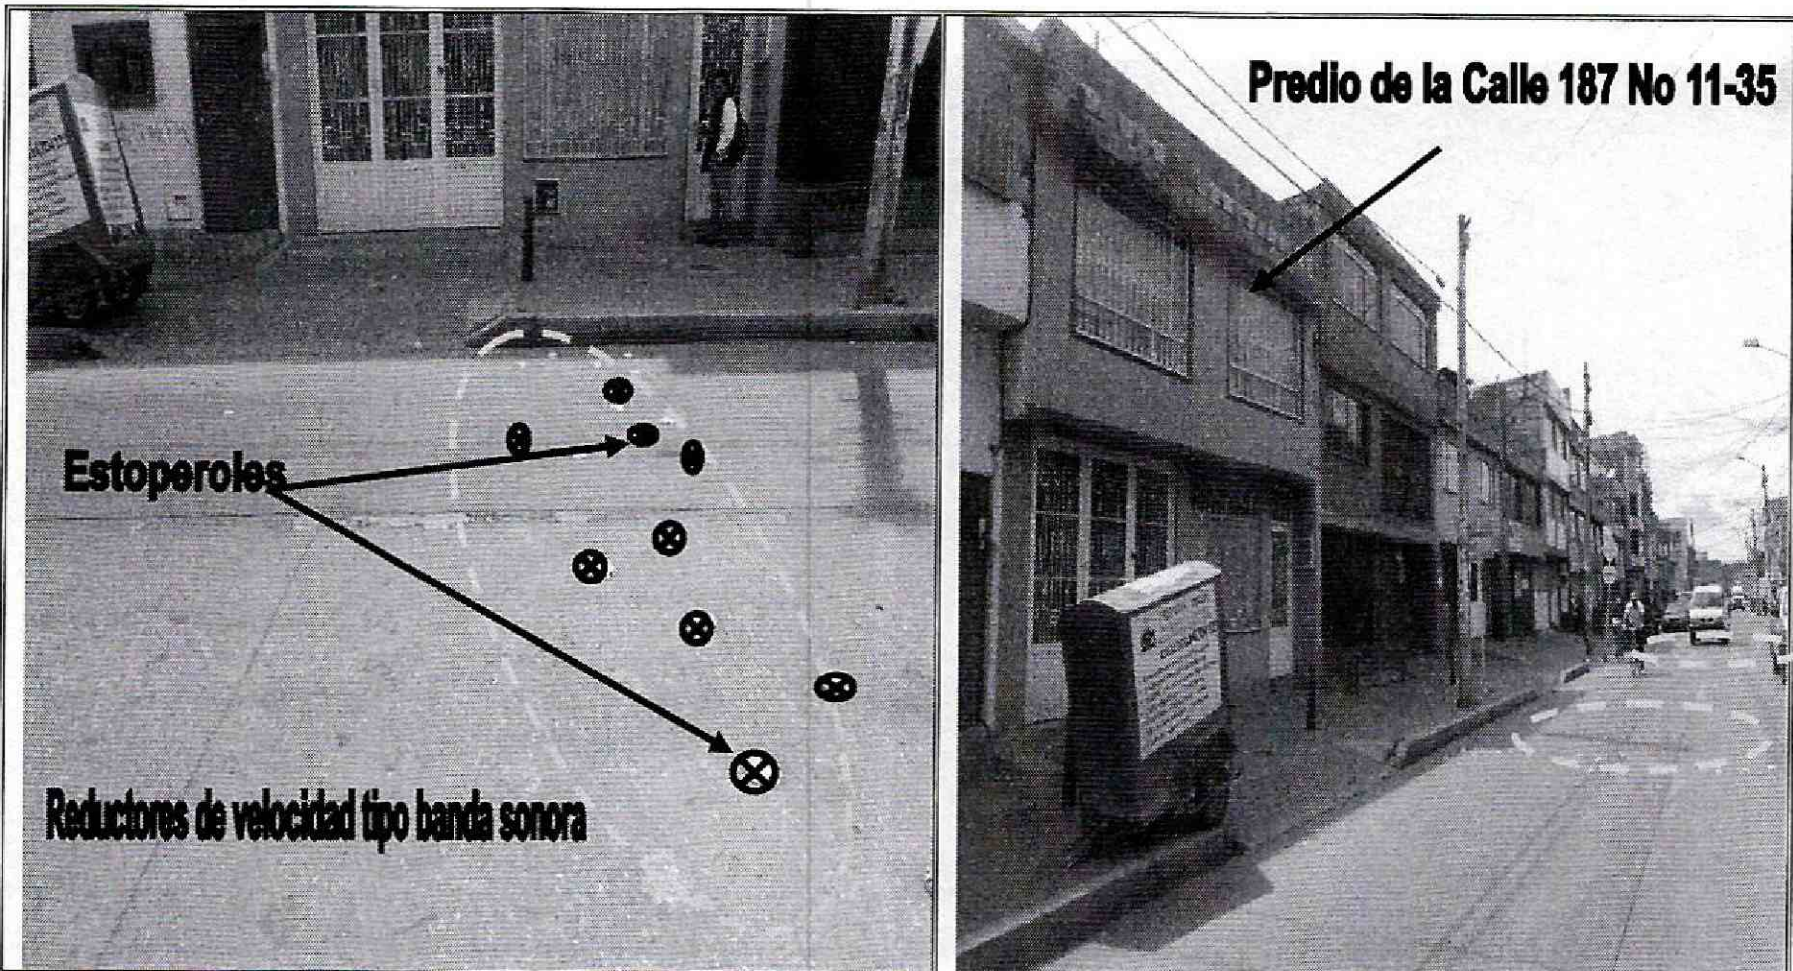 Estoperoles
Reductores de velocidad tipo banda sonora
Predio de la Calle 187 No 11-35